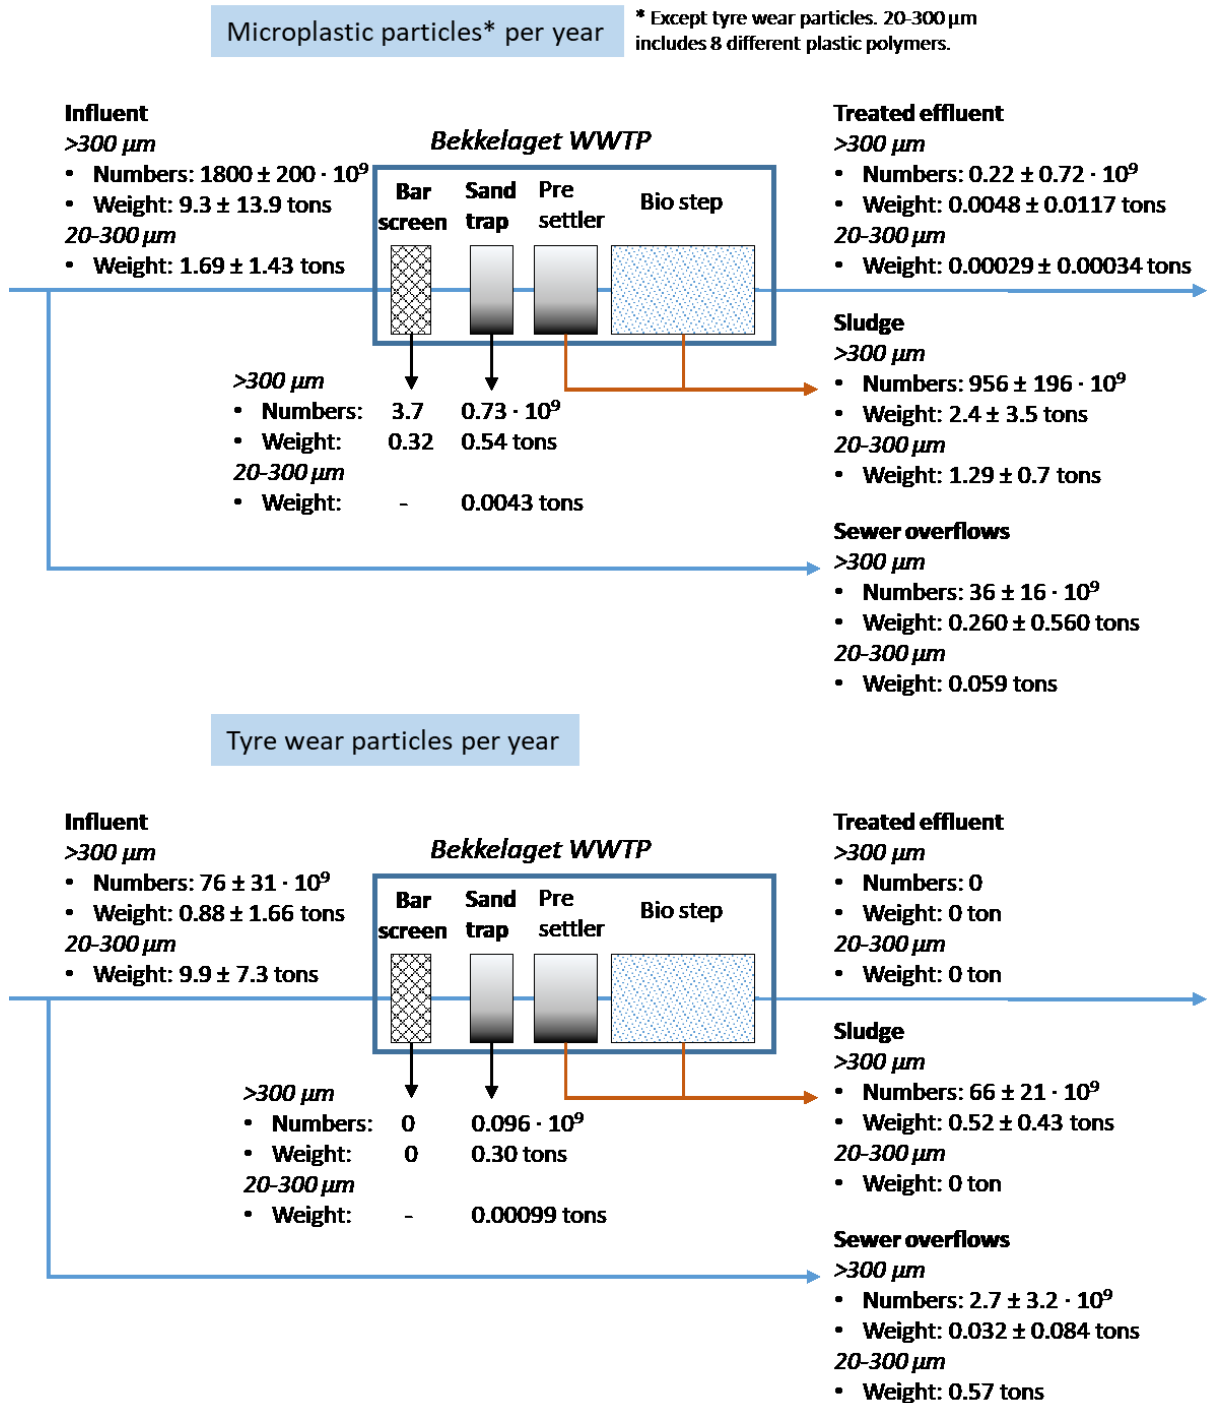 Microplastic particles* per year
* Except tyre wear particles. 20-300 µm
includes 8 different plastic polymers.
Influent
>300 µm
• Numbers: 1800 ± 200 · 10⁹
• Weight: 9.3 ± 13.9 tons
20-300 µm
• Weight: 1.69 ± 1.43 tons
Bekkelaget WWTP
Bar
screen
Sand
trap
Pre
settler
Bio step
>300 µm
• Numbers: 3.7 0.73 · 10⁹
• Weight: 0.32 0.54 tons
20-300 µm
• Weight: - 0.0043 tons
Treated effluent
>300 µm
• Numbers: 0.22 ± 0.72 · 10⁹
• Weight: 0.0048 ± 0.0117 tons
20-300 µm
• Weight: 0.00029 ± 0.00034 tons
Sludge
>300 µm
• Numbers: 956 ± 196 · 10⁹
• Weight: 2.4 ± 3.5 tons
20-300 µm
• Weight: 1.29 ± 0.7 tons
Sewer overflows
>300 µm
• Numbers: 36 ± 16 · 10⁹
• Weight: 0.260 ± 0.560 tons
20-300 µm
• Weight: 0.059 tons
Tyre wear particles per year
Influent
>300 µm
• Numbers: 76 ± 31 · 10⁹
• Weight: 0.88 ± 1.66 tons
20-300 µm
• Weight: 9.9 ± 7.3 tons
Bekkelaget WWTP
Bar
screen
Sand
trap
Pre
settler
Bio step
>300 µm
• Numbers: 0 0.096 · 10⁹
• Weight: 0 0.30 tons
20-300 µm
• Weight: - 0.00099 tons
Treated effluent
>300 µm
• Numbers: 0
• Weight: 0 ton
20-300 µm
• Weight: 0 ton
Sludge
>300 µm
• Numbers: 66 ± 21 · 10⁹
• Weight: 0.52 ± 0.43 tons
20-300 µm
• Weight: 0 ton
Sewer overflows
>300 µm
• Numbers: 2.7 ± 3.2 · 10⁹
• Weight: 0.032 ± 0.084 tons
20-300 µm
• Weight: 0.57 tons